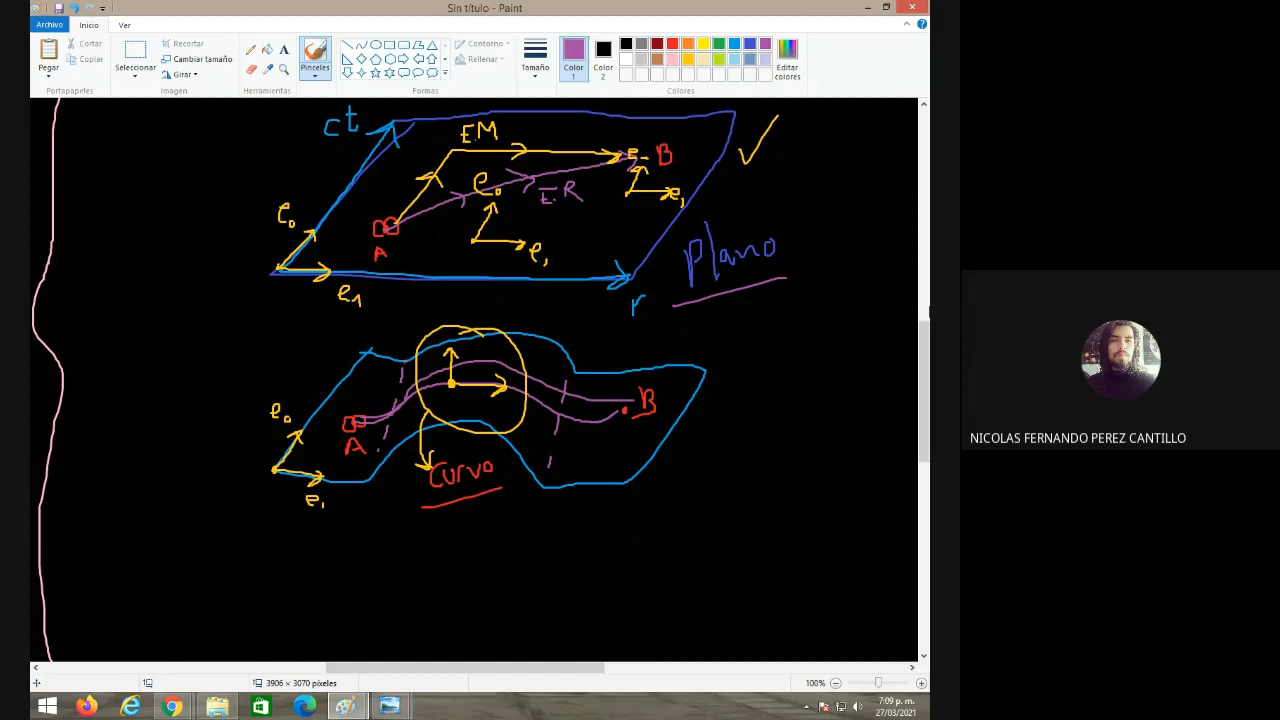 Sin título - Paint
Archivo Inicio Ver
Pegar
Cortar
Copiar
Portapapeles
Seleccionar
Recortar
Cambiar tamaño
Girar
Imagen
Herramientas
Pinceles
Formas
Contorno
Rellenar
Tamaño
Color 1
Color 2
Editar colores
Colores
ct
E.M
B
e₀
E.R
e₁
e₀
A
e₁
Plano
e₁
r
e₀
B
A
Curvo
e₁
NICOLAS FERNANDO PEREZ CANTILLO
3906 × 3070 píxeles
100%
7:09 p. m.
27/03/2021